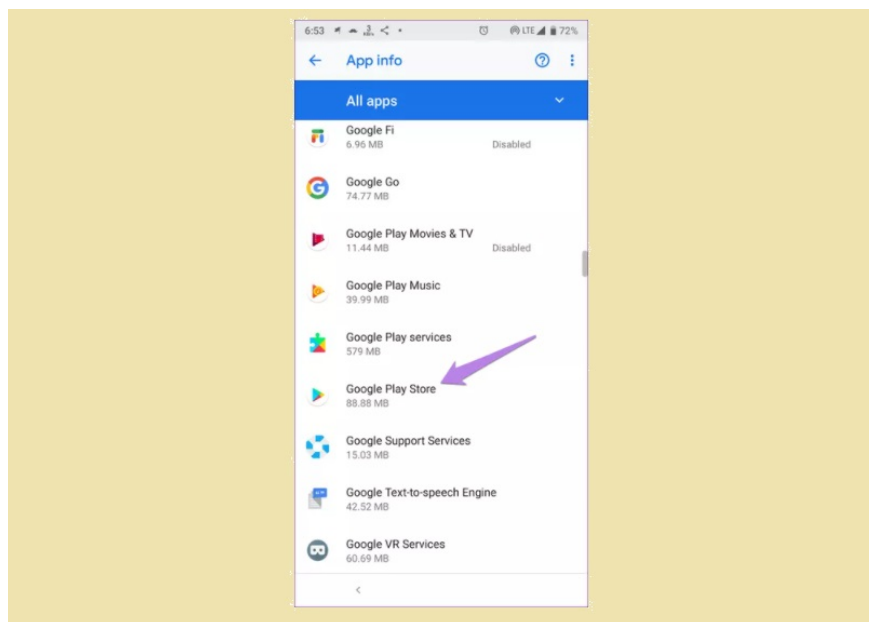 6:53 LTE 72%
App info
All apps
Google Fi
6.96 MB Disabled
Google Go
74.77 MB
Google Play Movies & TV
11.44 MB Disabled
Google Play Music
39.99 MB
Google Play services
579 MB
Google Play Store
88.88 MB
Google Support Services
15.03 MB
Google Text-to-speech Engine
42.52 MB
Google VR Services
60.69 MB